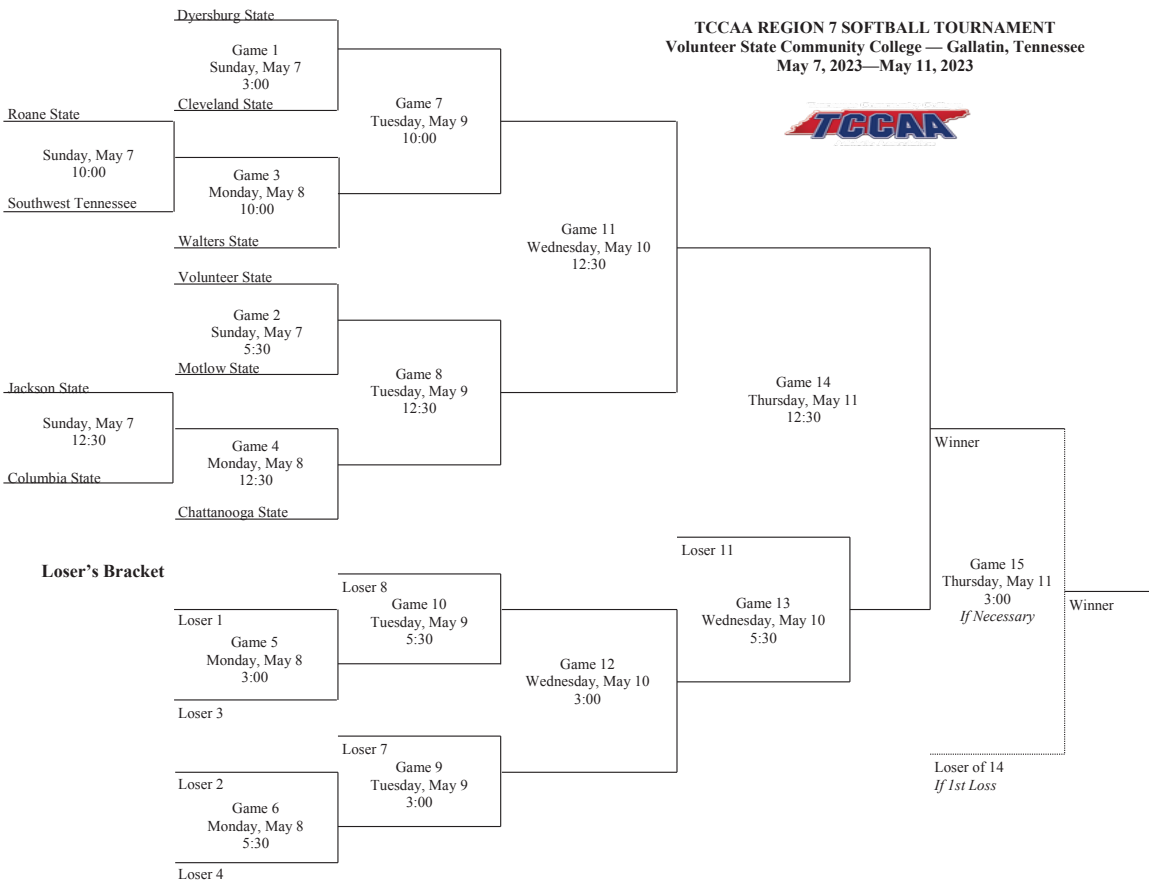 TCCAA REGION 7 SOFTBALL TOURNAMENT
Volunteer State Community College — Gallatin, Tennessee
May 7, 2023—May 11, 2023
TCCAA
Dyersburg State
Game 1
Sunday, May 7
3:00
Cleveland State
Roane State
Sunday, May 7
10:00
Southwest Tennessee
Game 3
Monday, May 8
10:00
Walters State
Game 7
Tuesday, May 9
10:00
Volunteer State
Game 2
Sunday, May 7
5:30
Motlow State
Jackson State
Sunday, May 7
12:30
Columbia State
Game 4
Monday, May 8
12:30
Chattanooga State
Game 8
Tuesday, May 9
12:30
Game 11
Wednesday, May 10
12:30
Game 14
Thursday, May 11
12:30
Winner
Loser's Bracket
Loser 1
Game 5
Monday, May 8
3:00
Loser 3
Loser 8
Game 10
Tuesday, May 9
5:30
Loser 2
Game 6
Monday, May 8
5:30
Loser 4
Loser 7
Game 9
Tuesday, May 9
3:00
Game 12
Wednesday, May 10
3:00
Loser 11
Game 13
Wednesday, May 10
5:30
Game 15
Thursday, May 11
3:00
If Necessary
Winner
Loser of 14
If 1st Loss